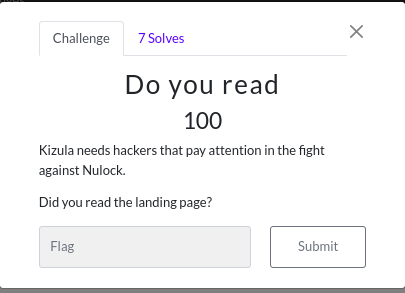 Challenge
7 Solves
Do you read
100
Kizula needs hackers that pay attention in the fight
against Nulock.
Did you read the landing page?
Flag
Submit